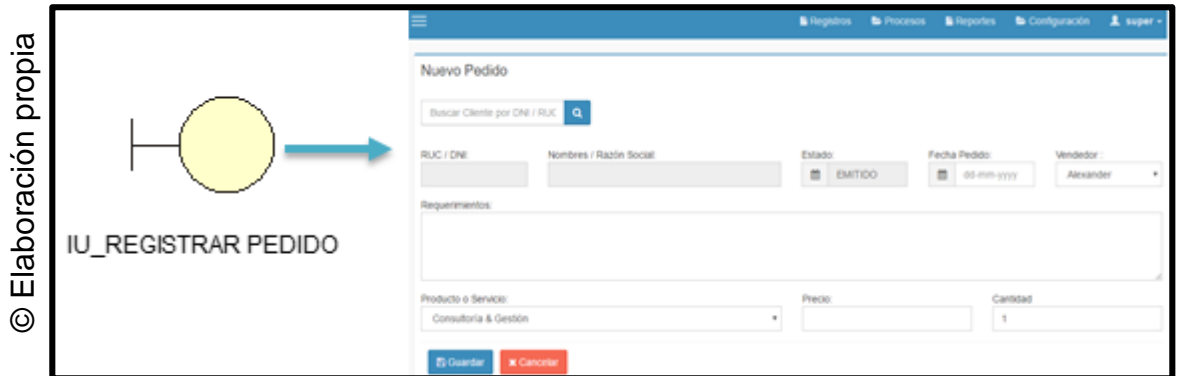 © Elaboración propia
IU_REGISTRAR PEDIDO
Registros Procesos Reportes Configuración super
Nuevo Pedido
Buscar Cliente por DNI / RUC
RUC / DNI: Nombres / Razón Social: Estado: Fecha Pedido: Vendedor :
EMITIDO dd-mm-yyyy Alexander
Requerimientos:
Producto o Servicio: Precio: Cantidad
Consultoría & Gestión 1
Guardar Cancelar